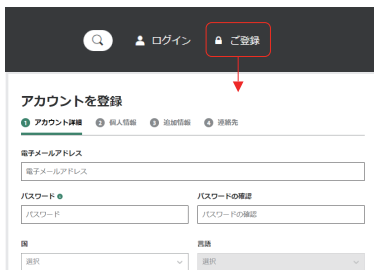 ログイン ご登録
アカウントを登録
1 アカウント詳細 2 個人情報 3 追加情報 4 連絡先
電子メールアドレス
電子メールアドレス
パスワード パスワードの確認
パスワード パスワードの確認
国 言語
選択 選択